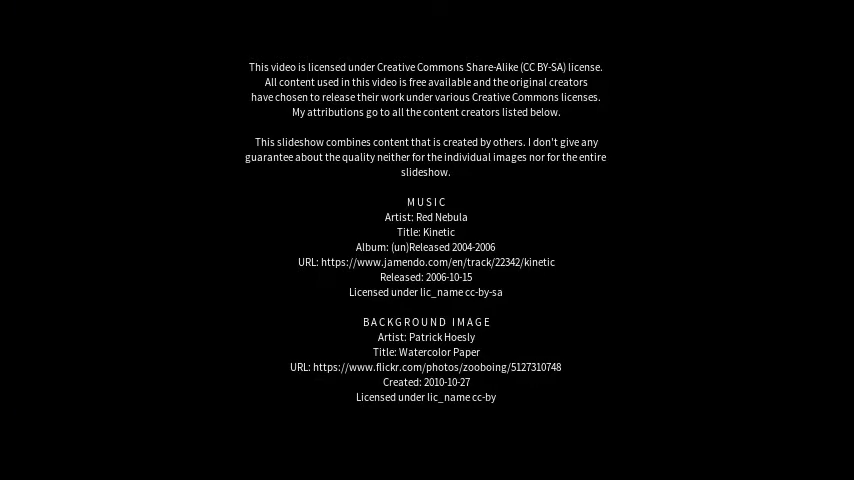 This video is licensed under Creative Commons Share-Alike (CC BY-SA) license.
All content used in this video is free available and the original creators
have chosen to release their work under various Creative Commons licenses.
My attributions go to all the content creators listed below.
This slideshow combines content that is created by others. I don't give any
guarantee about the quality neither for the individual images nor for the entire
slideshow.
MUSIC
Artist: Red Nebula
Title: Kinetic
Album: (un)Released 2004-2006
URL: https://www.jamendo.com/en/track/22342/kinetic
Released: 2006-10-15
Licensed under lic_name cc-by-sa
BACKGROUND IMAGE
Artist: Patrick Hoesly
Title: Watercolor Paper
URL: https://www.flickr.com/photos/zooboing/5127310748
Created: 2010-10-27
Licensed under lic_name cc-by